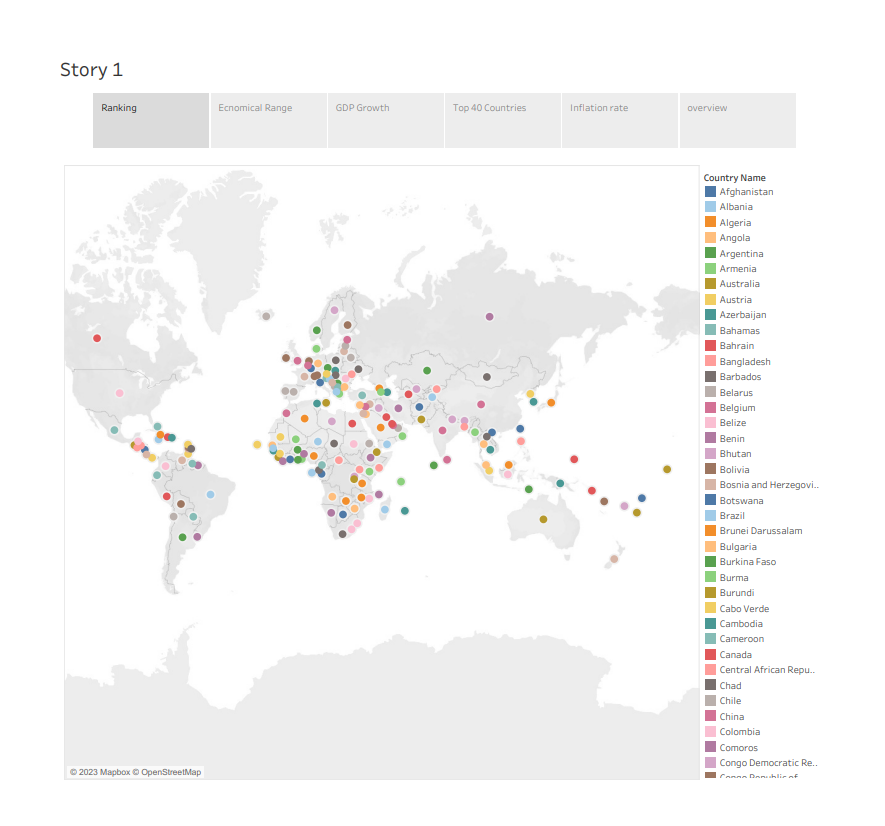 Story 1
Ranking
Ecnomical Range
GDP Growth
Top 40 Countries
Inflation rate
overview
Country Name
Afghanistan
Albania
Algeria
Angola
Argentina
Armenia
Australia
Austria
Azerbaijan
Bahamas
Bahrain
Bangladesh
Barbados
Belarus
Belgium
Belize
Benin
Bhutan
Bolivia
Bosnia and Herzegovi..
Botswana
Brazil
Brunei Darussalam
Bulgaria
Burkina Faso
Burma
Burundi
Cabo Verde
Cambodia
Cameroon
Canada
Central African Repu..
Chad
Chile
China
Colombia
Comoros
Congo Democratic Re..
Congo Republic of
© 2023 Mapbox © OpenStreetMap